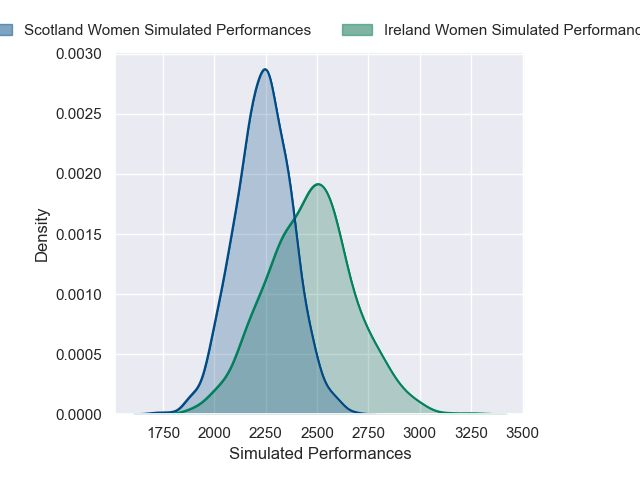 Scotland Women Simulated Performances Ireland Women Simulated Performanc
0.0030
0.0025
0.0020
0.0015
0.0010
0.0005
0.0000
Density
1750 2000 2250 2500 2750 3000 3250 3500
Simulated Performances